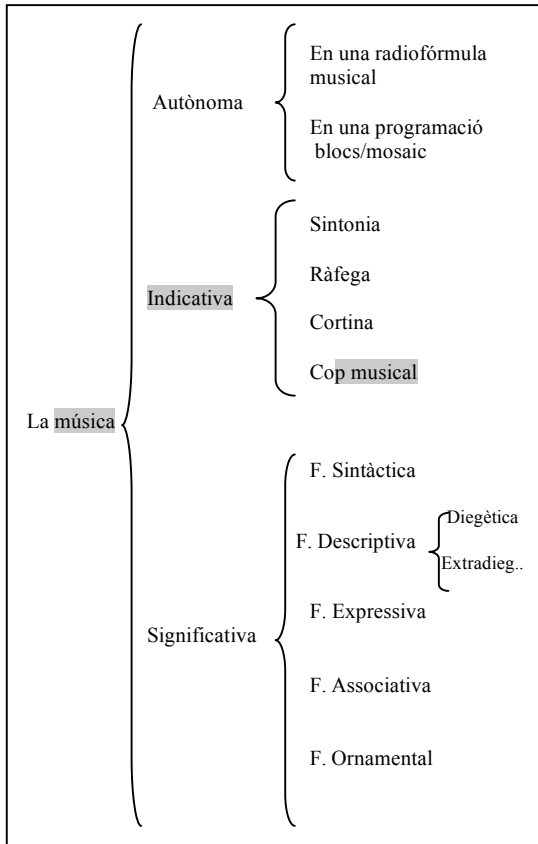 En una radiofórmula
musical
Autònoma
En una programació
blocs/mosaic
Sintonia
Ràfega
Indicativa
Cortina
Cop musical
La música
F. Sintàctica
Diegètica
F. Descriptiva
Extradieg..
F. Expressiva
Significativa
F. Associativa
F. Ornamental